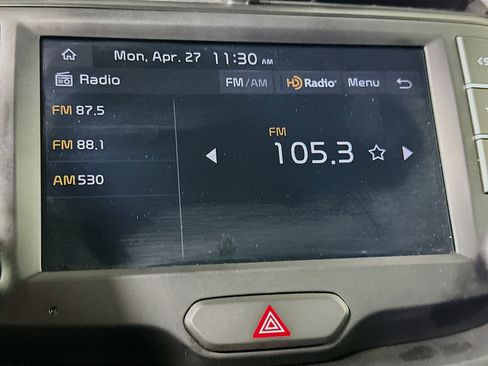 Mon, Apr. 27 11:30 AM
Radio FM/AM HD Radio® Menu
FM 87.5
FM 88.1
AM 530
FM
105.3